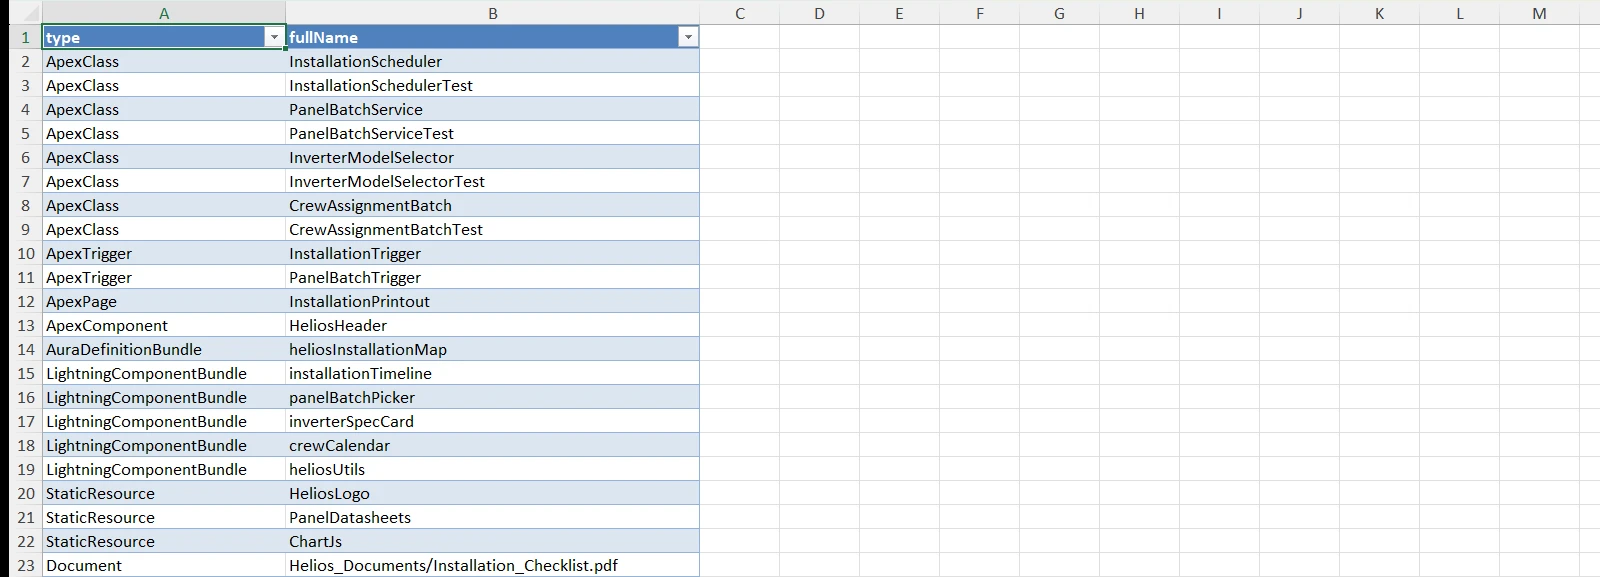 A B C D E F G H I J K L M
1 type fullName
2 ApexClass InstallationScheduler
3 ApexClass InstallationSchedulerTest
4 ApexClass PanelBatchService
5 ApexClass PanelBatchServiceTest
6 ApexClass InverterModelSelector
7 ApexClass InverterModelSelectorTest
8 ApexClass CrewAssignmentBatch
9 ApexClass CrewAssignmentBatchTest
10 ApexTrigger InstallationTrigger
11 ApexTrigger PanelBatchTrigger
12 ApexPage InstallationPrintout
13 ApexComponent HeliosHeader
14 AuraDefinitionBundle heliosInstallationMap
15 LightningComponentBundle installationTimeline
16 LightningComponentBundle panelBatchPicker
17 LightningComponentBundle inverterSpecCard
18 LightningComponentBundle crewCalendar
19 LightningComponentBundle heliosUtils
20 StaticResource HeliosLogo
21 StaticResource PanelDatasheets
22 StaticResource ChartJs
23 Document Helios_Documents/Installation_Checklist.pdf